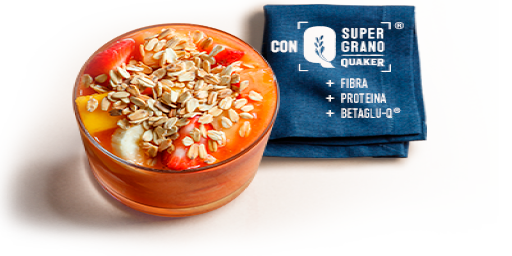 CON Q SUPER GRANO QUAKER ®
+ FIBRA
+ PROTEINA
+ BETAGLU-Q®